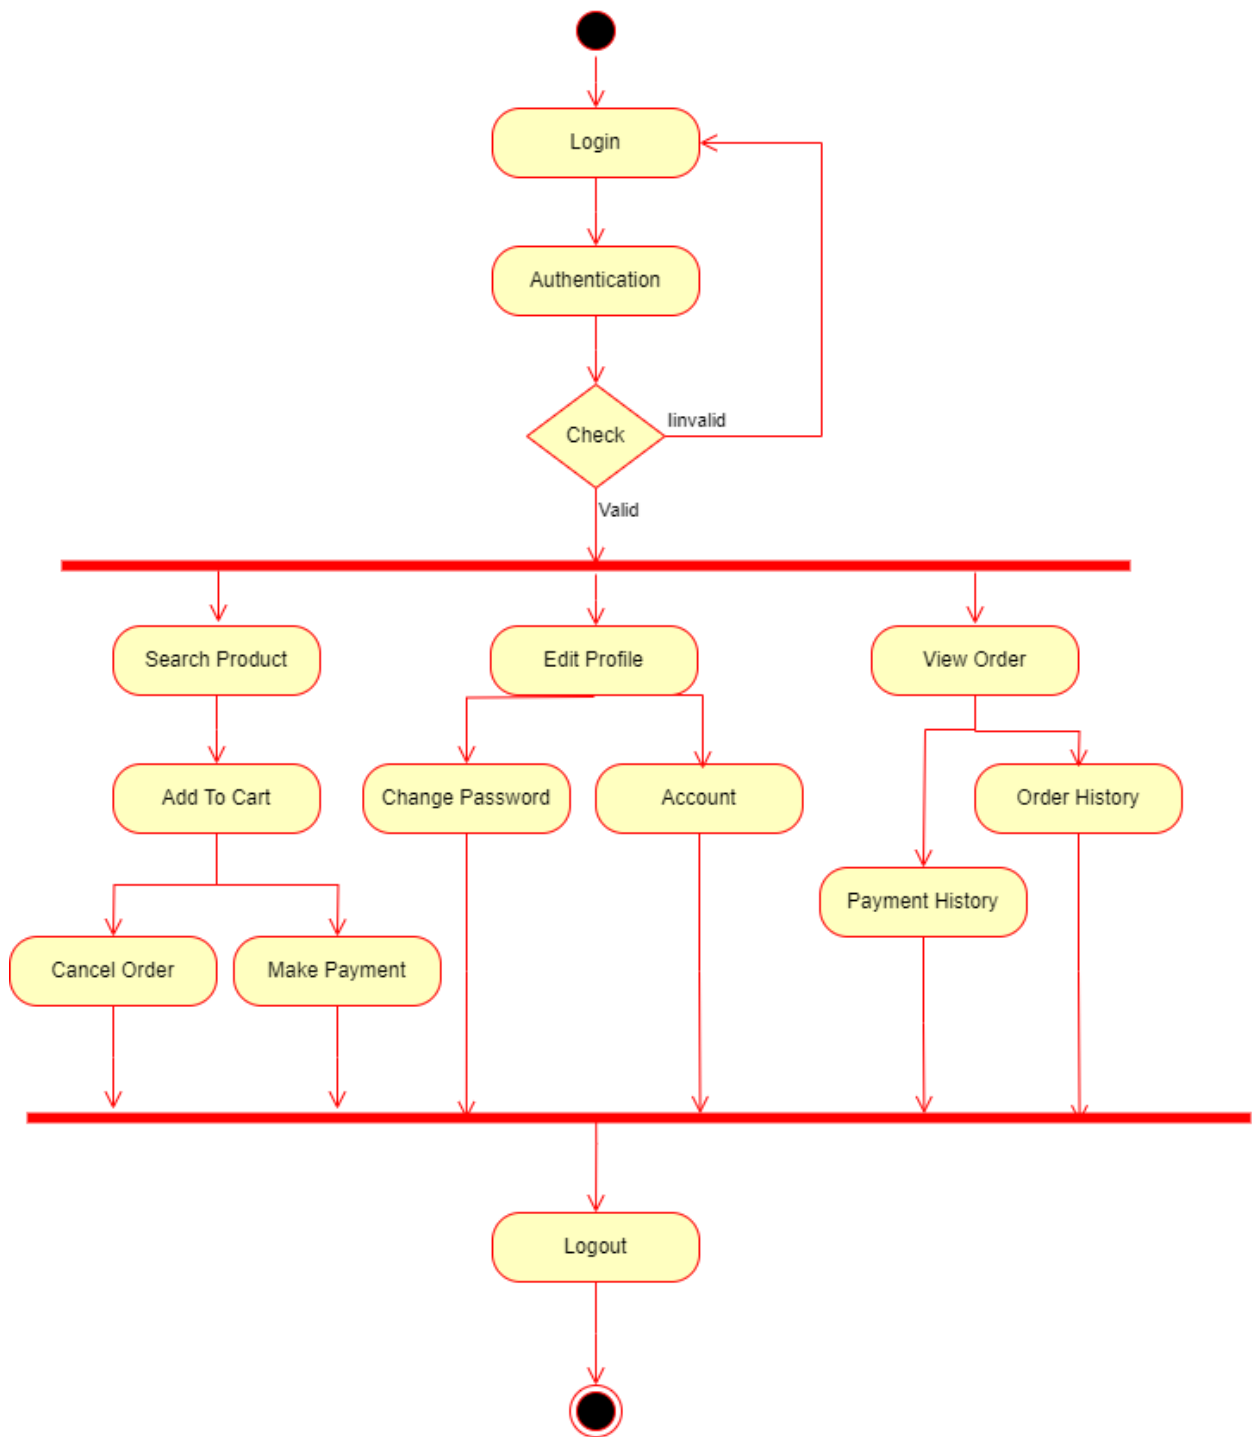 Login
Authentication
Check
Iinvalid
Valid
Search Product
Edit Profile
View Order
Add To Cart
Change Password
Account
Order History
Payment History
Cancel Order
Make Payment
Logout